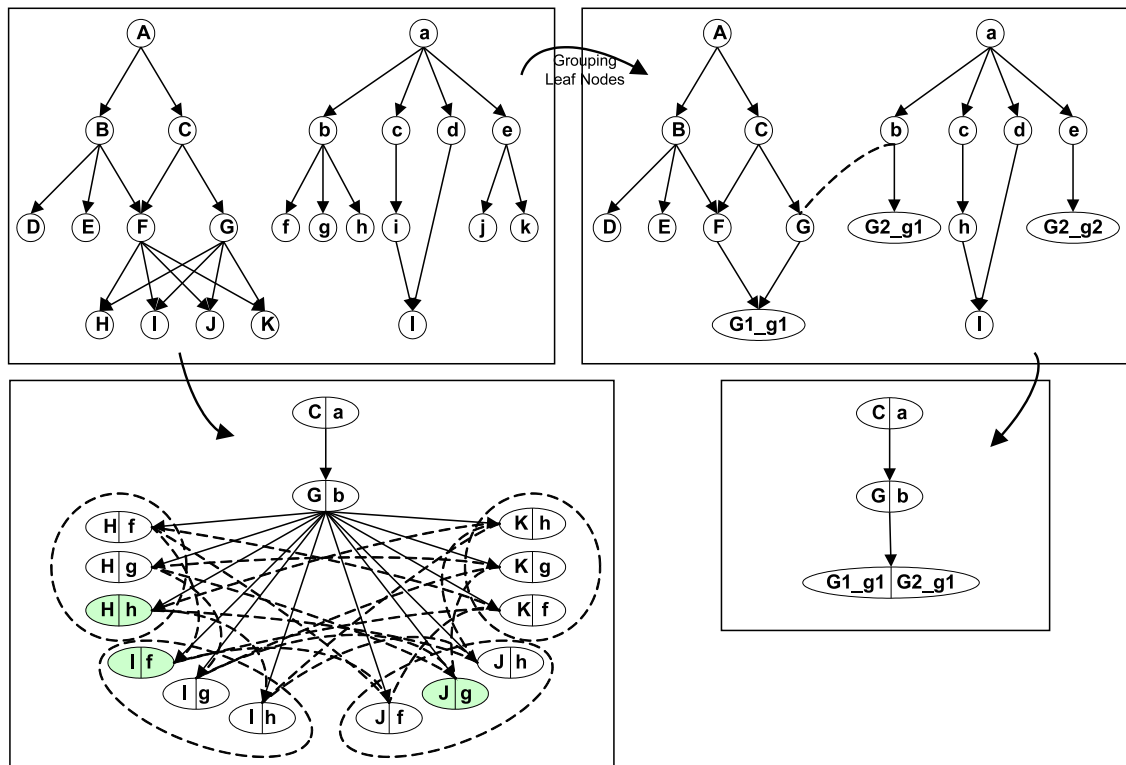 A
a
B
C
b
c
d
e
D
E
F
G
f
g
h
i
j
k
H
I
J
K
l
Grouping
Leaf Nodes
A
a
B
C
b
c
d
e
D
E
F
G
G2_g1
h
G2_g2
G1_g1
l
C a
G b
H f
K h
H g
K g
H h
K f
I f
J h
I g
J g
I h
J f
C a
G b
G1_g1 G2_g1